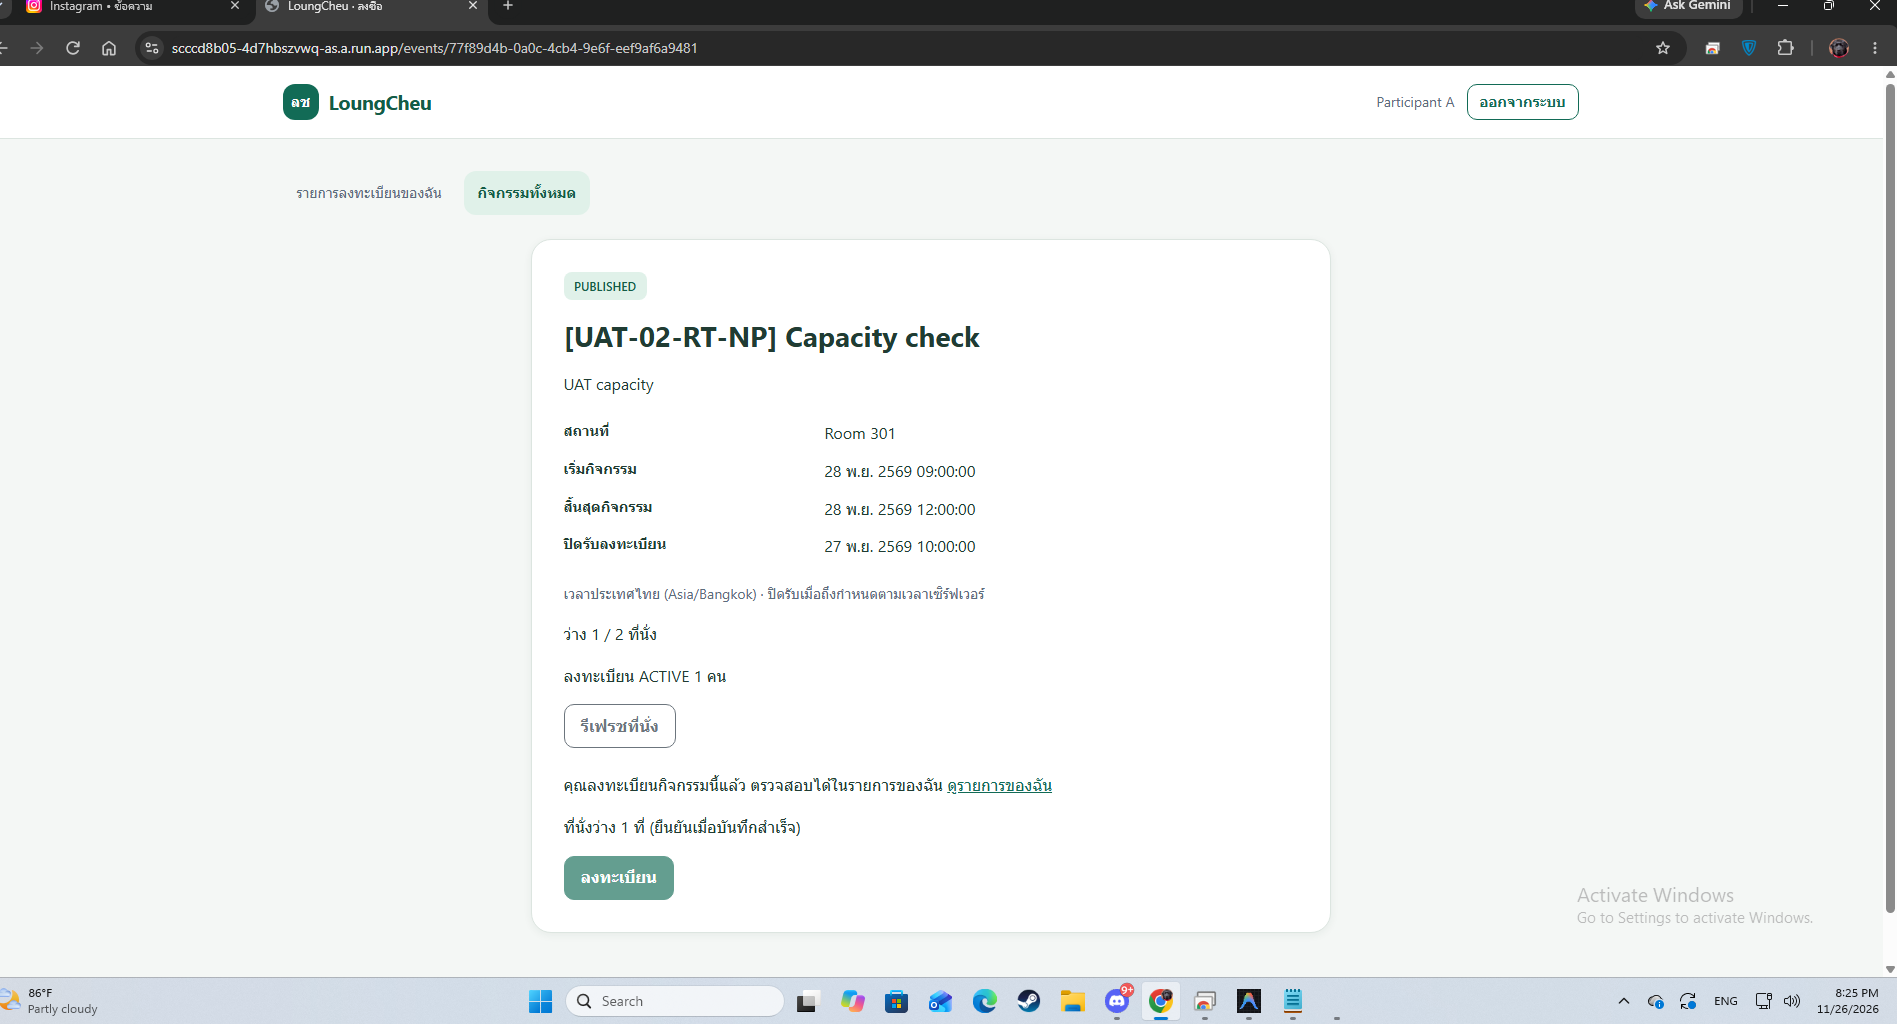 Instagram • ข้อความ
LoungCheu · ลงชื่อ
Ask Gemini
scccd8b05-4d7hbszvwq-as.a.run.app/events/77f89d4b-0a0c-4cb4-9e6f-eef9af6a9481
ลช LoungCheu
Participant A
ออกจากระบบ
รายการลงทะเบียนของฉัน
กิจกรรมทั้งหมด
PUBLISHED
[UAT-02-RT-NP] Capacity check
UAT capacity
สถานที่ Room 301
เริ่มกิจกรรม 28 พ.ย. 2569 09:00:00
สิ้นสุดกิจกรรม 28 พ.ย. 2569 12:00:00
ปิดรับลงทะเบียน 27 พ.ย. 2569 10:00:00
เวลาประเทศไทย (Asia/Bangkok) · ปิดรับเมื่อถึงกำหนดตามเวลาเซิร์ฟเวอร์
ว่าง 1 / 2 ที่นั่ง
ลงทะเบียน ACTIVE 1 คน
รีเฟรชที่นั่ง
คุณลงทะเบียนกิจกรรมนี้แล้ว ตรวจสอบได้ในรายการของฉัน ดูรายการของฉัน
ที่นั่งว่าง 1 ที่ (ยืนยันเมื่อบันทึกสำเร็จ)
ลงทะเบียน
Activate Windows
Go to Settings to activate Windows.
86°F
Partly cloudy
Search
9+
ENG
8:25 PM
11/26/2026